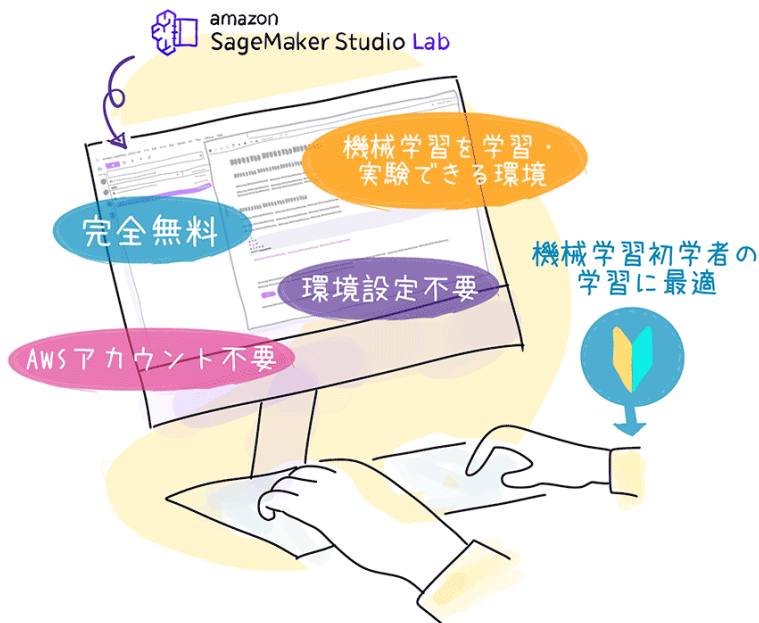 amazon
SageMaker Studio Lab
機械学習を学習・
実験できる環境
完全無料
機械学習初学者の
学習に最適
環境設定不要
AWSアカウント不要